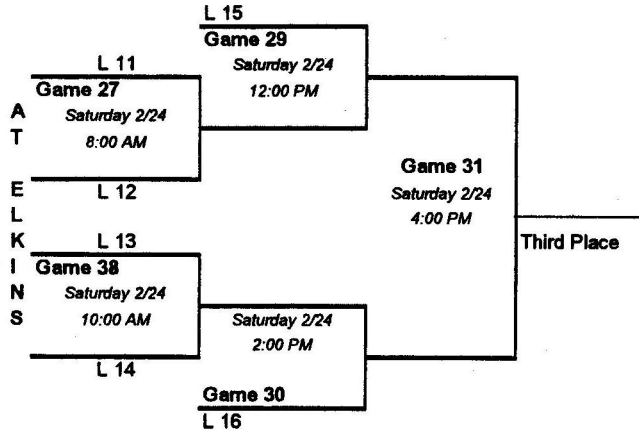 L 15
Game 29
Saturday 2/24
12:00 PM
L 11
Game 27
Saturday 2/24
8:00 AM
L 12
AT ELKINS
Game 31
Saturday 2/24
4:00 PM
Third Place
L 13
Game 38
Saturday 2/24
10:00 AM
L 14
Saturday 2/24
2:00 PM
Game 30
L 16